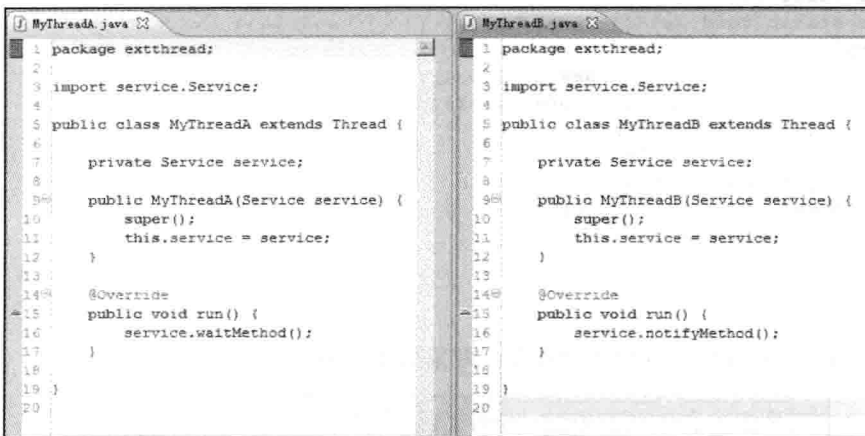 MyThreadA.java
1 package extthread;
2
3 import service.Service;
4
5 public class MyThreadA extends Thread {
6
7     private Service service;
8
9     public MyThreadA(Service service) {
10         super();
11         this.service = service;
12     }
13
14     @Override
15     public void run() {
16         service.waitMethod();
17     }
18
19 }
20
MyThreadB.java
1 package extthread;
2
3 import service.Service;
4
5 public class MyThreadB extends Thread {
6
7     private Service service;
8
9     public MyThreadB(Service service) {
10         super();
11         this.service = service;
12     }
13
14     @Override
15     public void run() {
16         service.notifyMethod();
17     }
18
19 }
20